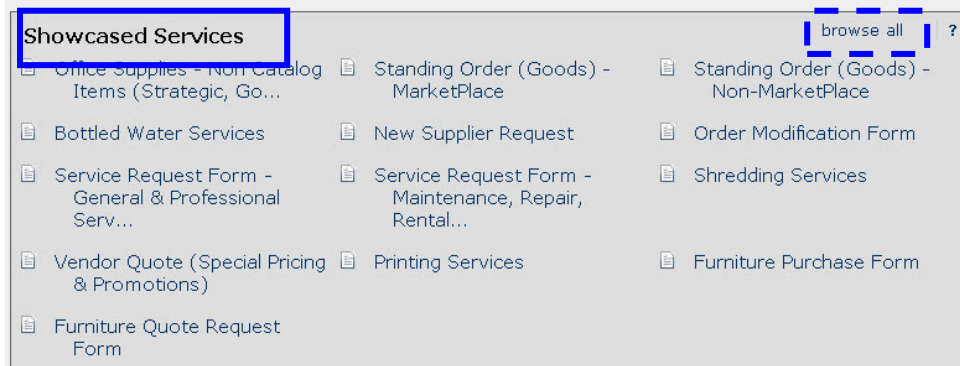 Showcased Services
browse all ?
Office Supplies - Non Catalog
Items (Strategic, Go...
Standing Order (Goods) -
MarketPlace
Standing Order (Goods) -
Non-MarketPlace
Bottled Water Services
New Supplier Request
Order Modification Form
Service Request Form -
General & Professional
Serv...
Service Request Form -
Maintenance, Repair,
Rental...
Shredding Services
Vendor Quote (Special Pricing
& Promotions)
Printing Services
Furniture Purchase Form
Furniture Quote Request
Form